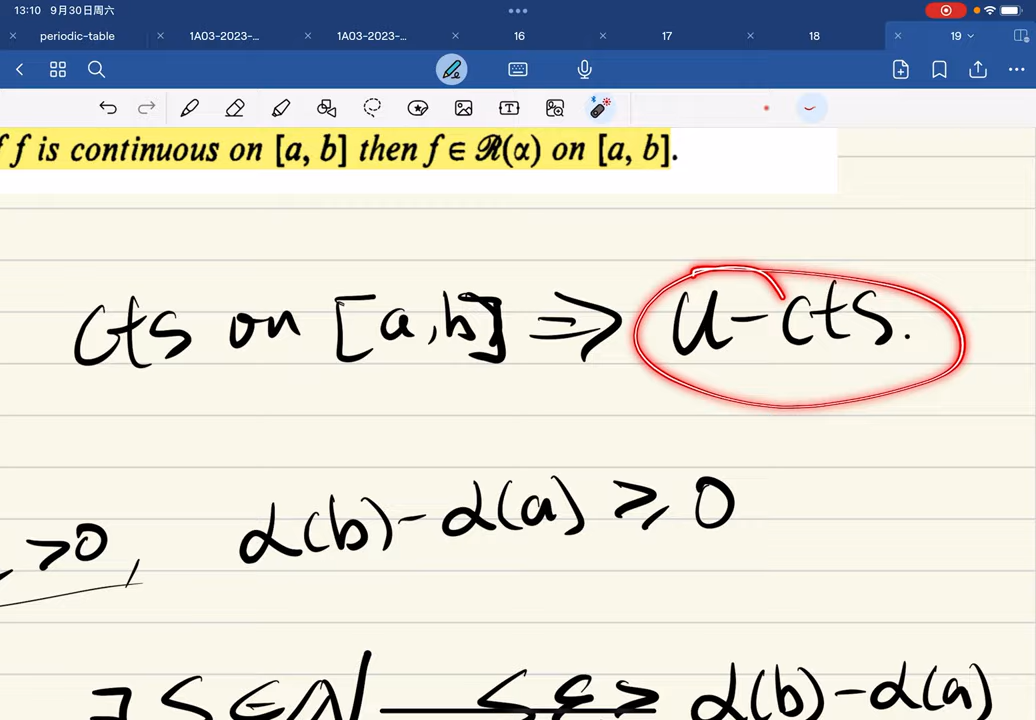 13:10 9月30日周六
periodic-table 1A03-2023-... 1A03-2023-... 16 17 18 19
f f is continuous on [a, b] then f ∈ ℛ(α) on [a, b].
cts on [a,b] ⇒ u-cts.
>0, α(b)-α(a) ≥ 0
∃ S ∈ N S ε ≥ α(b)-α(a)